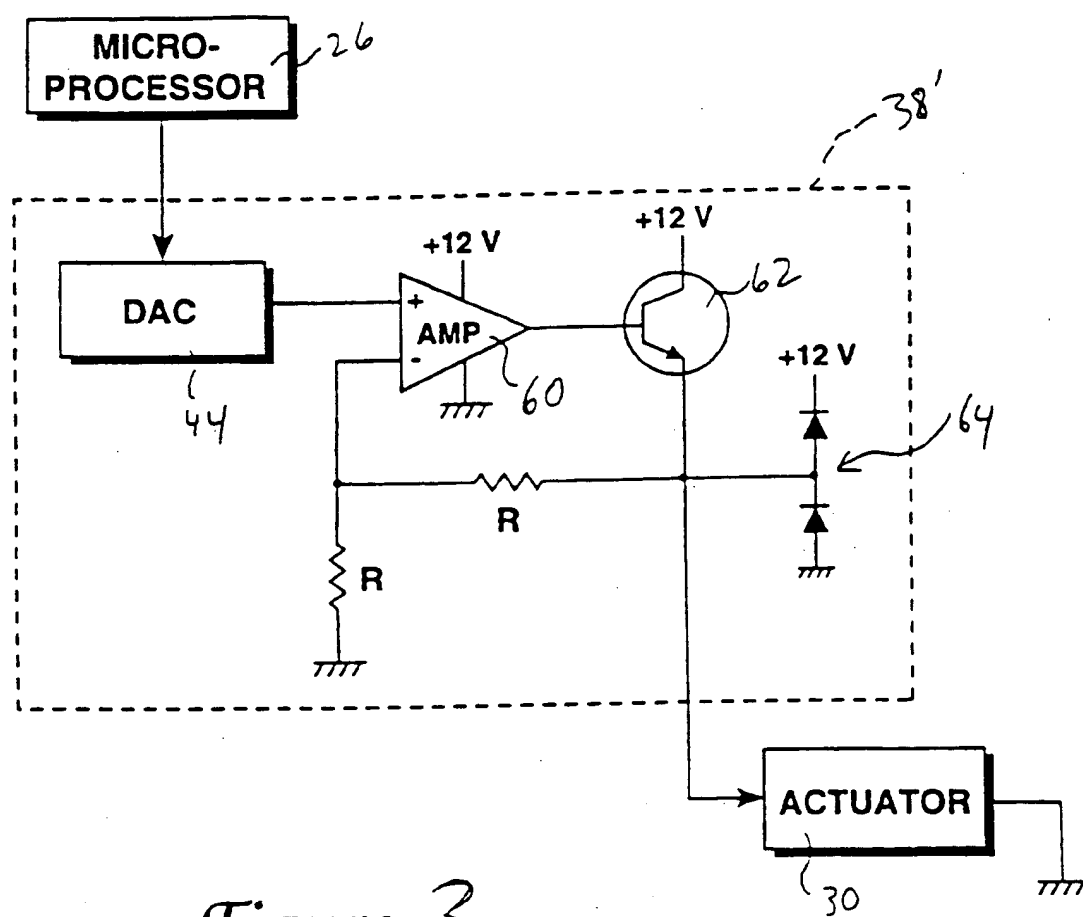 MICRO-
PROCESSOR
26
38'
+12 V
+12 V
62
DAC
44
+
AMP
-
60
+12 V
64
R
R
ACTUATOR
30
Figure 3